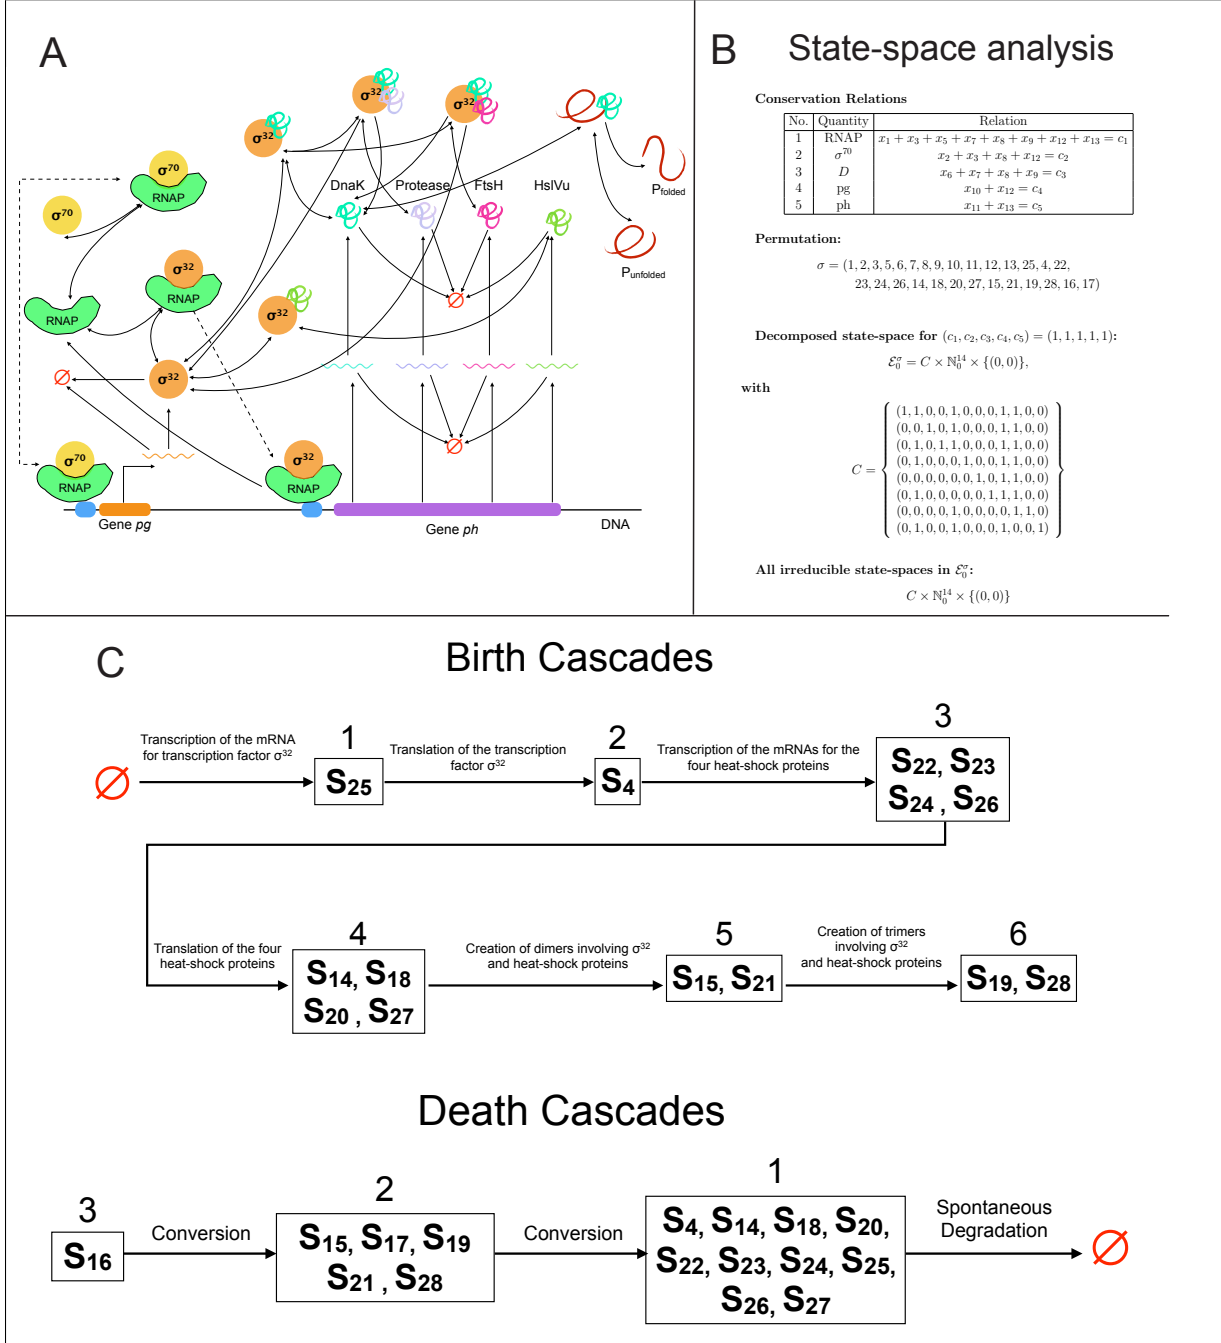 A
σ32
σ32
σ32
σ32
σ70
RNAP
σ70
DnaK
Protease
FtsH
HslVu
Pfolded
Punfolded
σ32
RNAP
σ32
RNAP
σ32
∅
∅
σ70
RNAP
σ32
RNAP
∅
Gene pg
Gene ph
DNA
B
State-space analysis
Conservation Relations
No. Quantity Relation
1 RNAP x1 + x3 + x5 + x7 + x8 + x9 + x12 + x13 = c1
2 σ70 x2 + x3 + x8 + x12 = c2
3 D x6 + x7 + x8 + x9 = c3
4 pg x10 + x12 = c4
5 ph x11 + x13 = c5
Permutation:
σ = (1, 2, 3, 5, 6, 7, 8, 9, 10, 11, 12, 13, 25, 4, 22,
23, 24, 26, 14, 18, 20, 27, 15, 21, 19, 28, 16, 17)
Decomposed state-space for (c1, c2, c3, c4, c5) = (1, 1, 1, 1, 1):
ℰ0σ = C × ℕ014 × {(0, 0)},
with
C =
(1, 1, 0, 0, 1, 0, 0, 0, 1, 1, 0, 0)
(0, 0, 1, 0, 1, 0, 0, 0, 1, 1, 0, 0)
(0, 1, 0, 1, 1, 0, 0, 0, 1, 1, 0, 0)
(0, 1, 0, 0, 0, 1, 0, 0, 1, 1, 0, 0)
(0, 0, 0, 0, 0, 0, 1, 0, 1, 1, 0, 0)
(0, 1, 0, 0, 0, 0, 0, 1, 1, 1, 0, 0)
(0, 0, 0, 0, 1, 0, 0, 0, 0, 1, 1, 0)
(0, 1, 0, 0, 1, 0, 0, 0, 1, 0, 0, 1)
All irreducible state-spaces in ℰ0σ:
C × ℕ014 × {(0, 0)}
C
Birth Cascades
∅
Transcription of the mRNA
for transcription factor σ32
1
S25
Translation of the transcription
factor σ32
2
S4
Transcription of the mRNAs for the
four heat-shock proteins
3
S22, S23
S24 , S26
Translation of the four
heat-shock proteins
4
S14, S18
S20 , S27
Creation of dimers involving σ32
and heat-shock proteins
5
S15, S21
Creation of trimers
involving σ32
and heat-shock proteins
6
S19, S28
Death Cascades
3
S16
Conversion
2
S15, S17, S19
S21 , S28
Conversion
1
S4, S14, S18, S20,
S22, S23, S24, S25,
S26, S27
Spontaneous
Degradation
∅